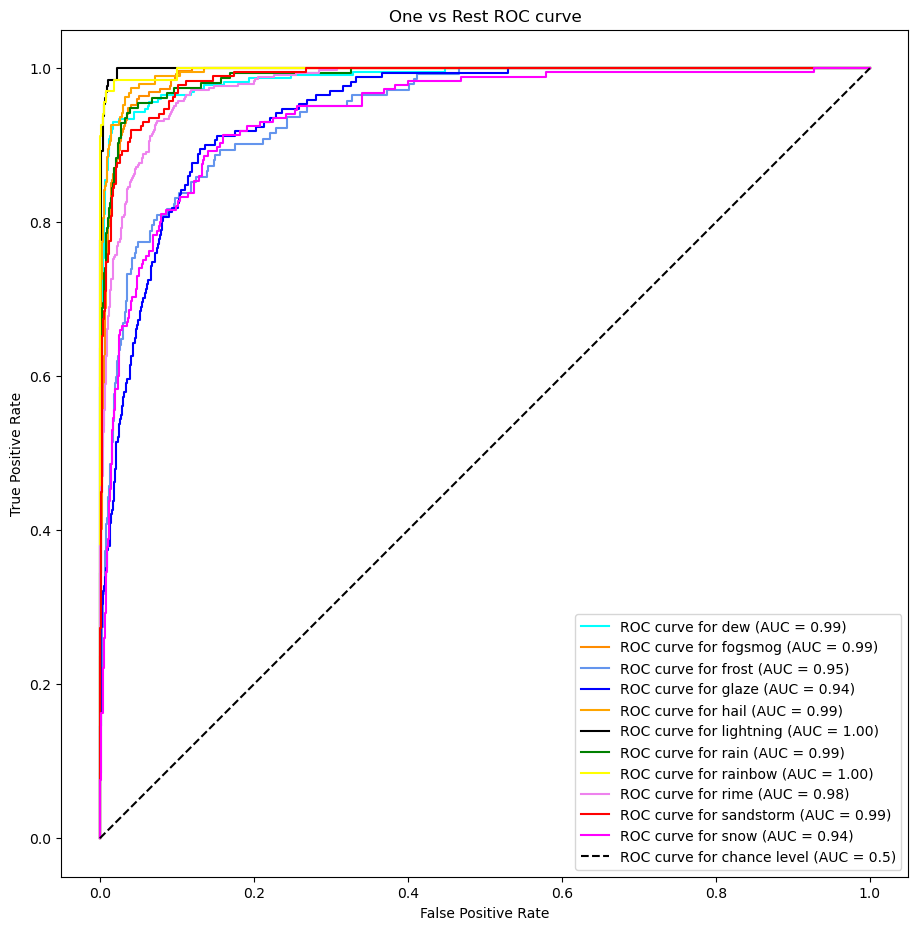 One vs Rest ROC curve
True Positive Rate
1.0
0.8
0.6
0.4
0.2
0.0
ROC curve for dew (AUC = 0.99)
ROC curve for fogsmog (AUC = 0.99)
ROC curve for frost (AUC = 0.95)
ROC curve for glaze (AUC = 0.94)
ROC curve for hail (AUC = 0.99)
ROC curve for lightning (AUC = 1.00)
ROC curve for rain (AUC = 0.99)
ROC curve for rainbow (AUC = 1.00)
ROC curve for rime (AUC = 0.98)
ROC curve for sandstorm (AUC = 0.99)
ROC curve for snow (AUC = 0.94)
ROC curve for chance level (AUC = 0.5)
0.0 0.2 0.4 0.6 0.8 1.0
False Positive Rate